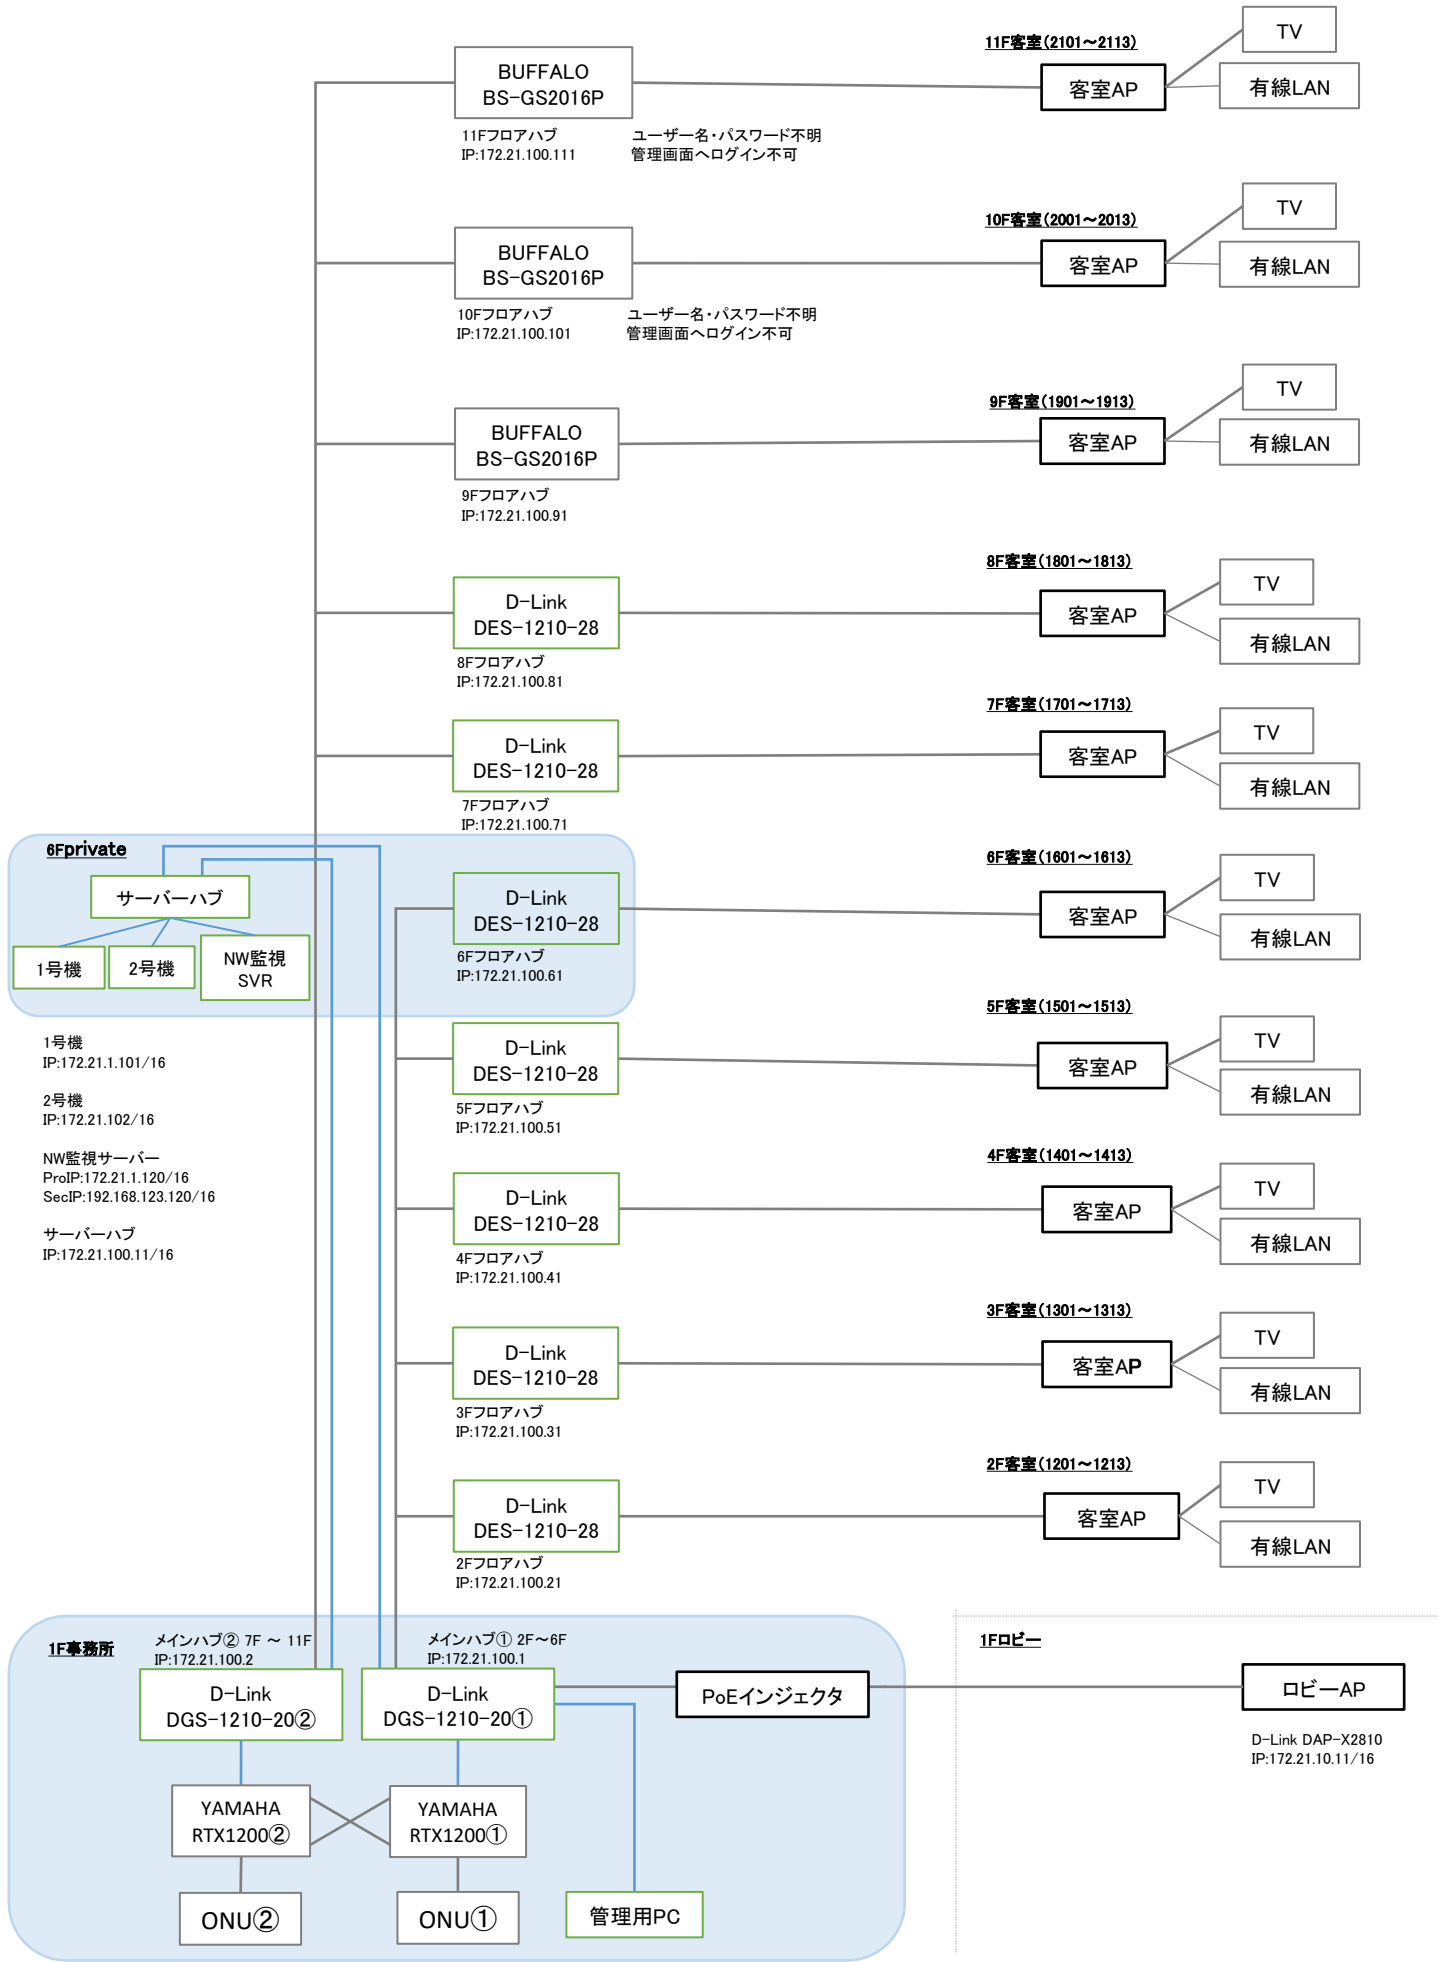 11F客室(2101～2113)
TV
BUFFALO
BS-GS2016P
客室AP
有線LAN
11Fフロアハブ
IP:172.21.100.111
ユーザー名・パスワード不明
管理画面へログイン不可
10F客室(2001～2013)
TV
BUFFALO
BS-GS2016P
客室AP
有線LAN
10Fフロアハブ
IP:172.21.100.101
ユーザー名・パスワード不明
管理画面へログイン不可
9F客室(1901～1913)
TV
BUFFALO
BS-GS2016P
客室AP
有線LAN
9Fフロアハブ
IP:172.21.100.91
8F客室(1801～1813)
TV
D-Link
DES-1210-28
客室AP
有線LAN
8Fフロアハブ
IP:172.21.100.81
7F客室(1701～1713)
TV
D-Link
DES-1210-28
客室AP
有線LAN
7Fフロアハブ
IP:172.21.100.71
6Fprivate
サーバーハブ
1号機
2号機
NW監視
SVR
6F客室(1601～1613)
TV
D-Link
DES-1210-28
客室AP
有線LAN
6Fフロアハブ
IP:172.21.100.61
1号機
IP:172.21.1.101/16
2号機
IP:172.21.102/16
NW監視サーバー
ProIP:172.21.1.120/16
SecIP:192.168.123.120/16
サーバーハブ
IP:172.21.100.11/16
5F客室(1501～1513)
TV
D-Link
DES-1210-28
客室AP
有線LAN
5Fフロアハブ
IP:172.21.100.51
4F客室(1401～1413)
TV
D-Link
DES-1210-28
客室AP
有線LAN
4Fフロアハブ
IP:172.21.100.41
3F客室(1301～1313)
TV
D-Link
DES-1210-28
客室AP
有線LAN
3Fフロアハブ
IP:172.21.100.31
2F客室(1201～1213)
TV
D-Link
DES-1210-28
客室AP
有線LAN
2Fフロアハブ
IP:172.21.100.21
1F事務所
メインハブ② 7F ～ 11F
IP:172.21.100.2
メインハブ① 2F～6F
IP:172.21.100.1
D-Link
DGS-1210-20②
D-Link
DGS-1210-20①
PoEインジェクタ
YAMAHA
RTX1200②
YAMAHA
RTX1200①
ONU②
ONU①
管理用PC
1Fロビー
ロビーAP
D-Link DAP-X2810
IP:172.21.10.11/16